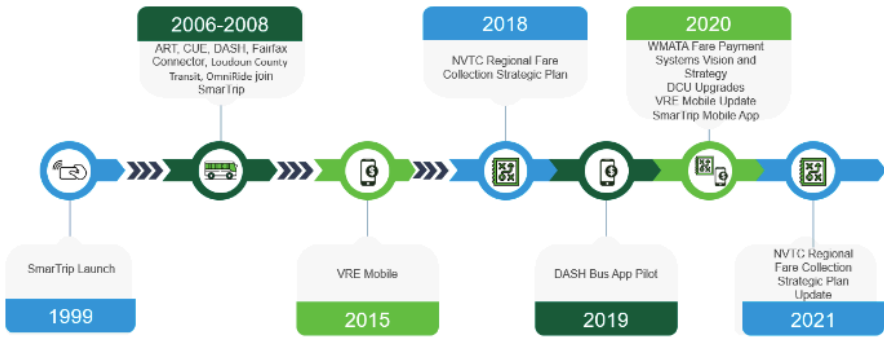 2006-2008
ART, CUE, DASH, Fairfax
Connector, Loudoun County
Transit, OmniRide join
SmarTrip
2018
NVTC Regional Fare
Collection Strategic Plan
2020
WMATA Fare Payment
Systems Vision and
Strategy
DCU Upgrades
VRE Mobile Update
SmarTrip Mobile App
SmarTrip Launch
1999
VRE Mobile
2015
DASH Bus App Pilot
2019
NVTC Regional
Fare Collection
Strategic Plan
Update
2021